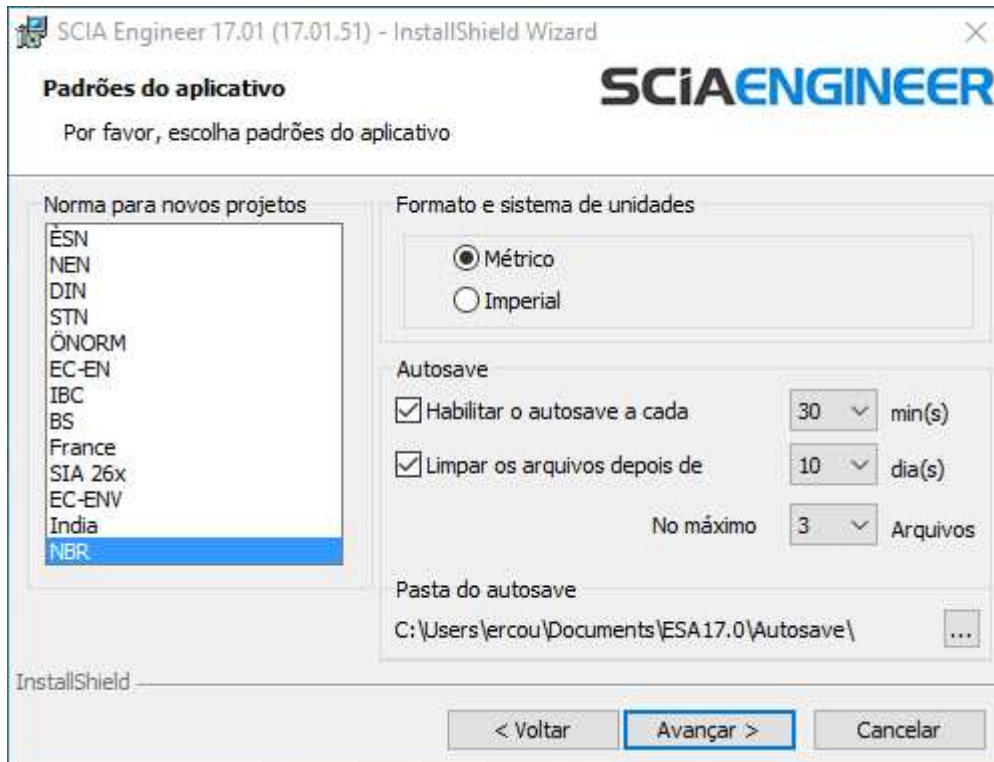 SCIA Engineer 17.01 (17.01.51) - InstallShield Wizard
Padrões do aplicativo
Por favor, escolha padrões do aplicativo
SCiAENGINEER
Norma para novos projetos
ÈSN
NEN
DIN
STN
ÖNORM
EC-EN
IBC
BS
France
SIA 26x
EC-ENV
India
NBR
Formato e sistema de unidades
Métrico
Imperial
Autosave
Habilitar o autosave a cada 30 min(s)
Limpar os arquivos depois de 10 dia(s)
No máximo 3 Arquivos
Pasta do autosave
C:\Users\ercou\Documents\ESA17.0\Autosave\ ...
InstallShield
< Voltar Avançar > Cancelar